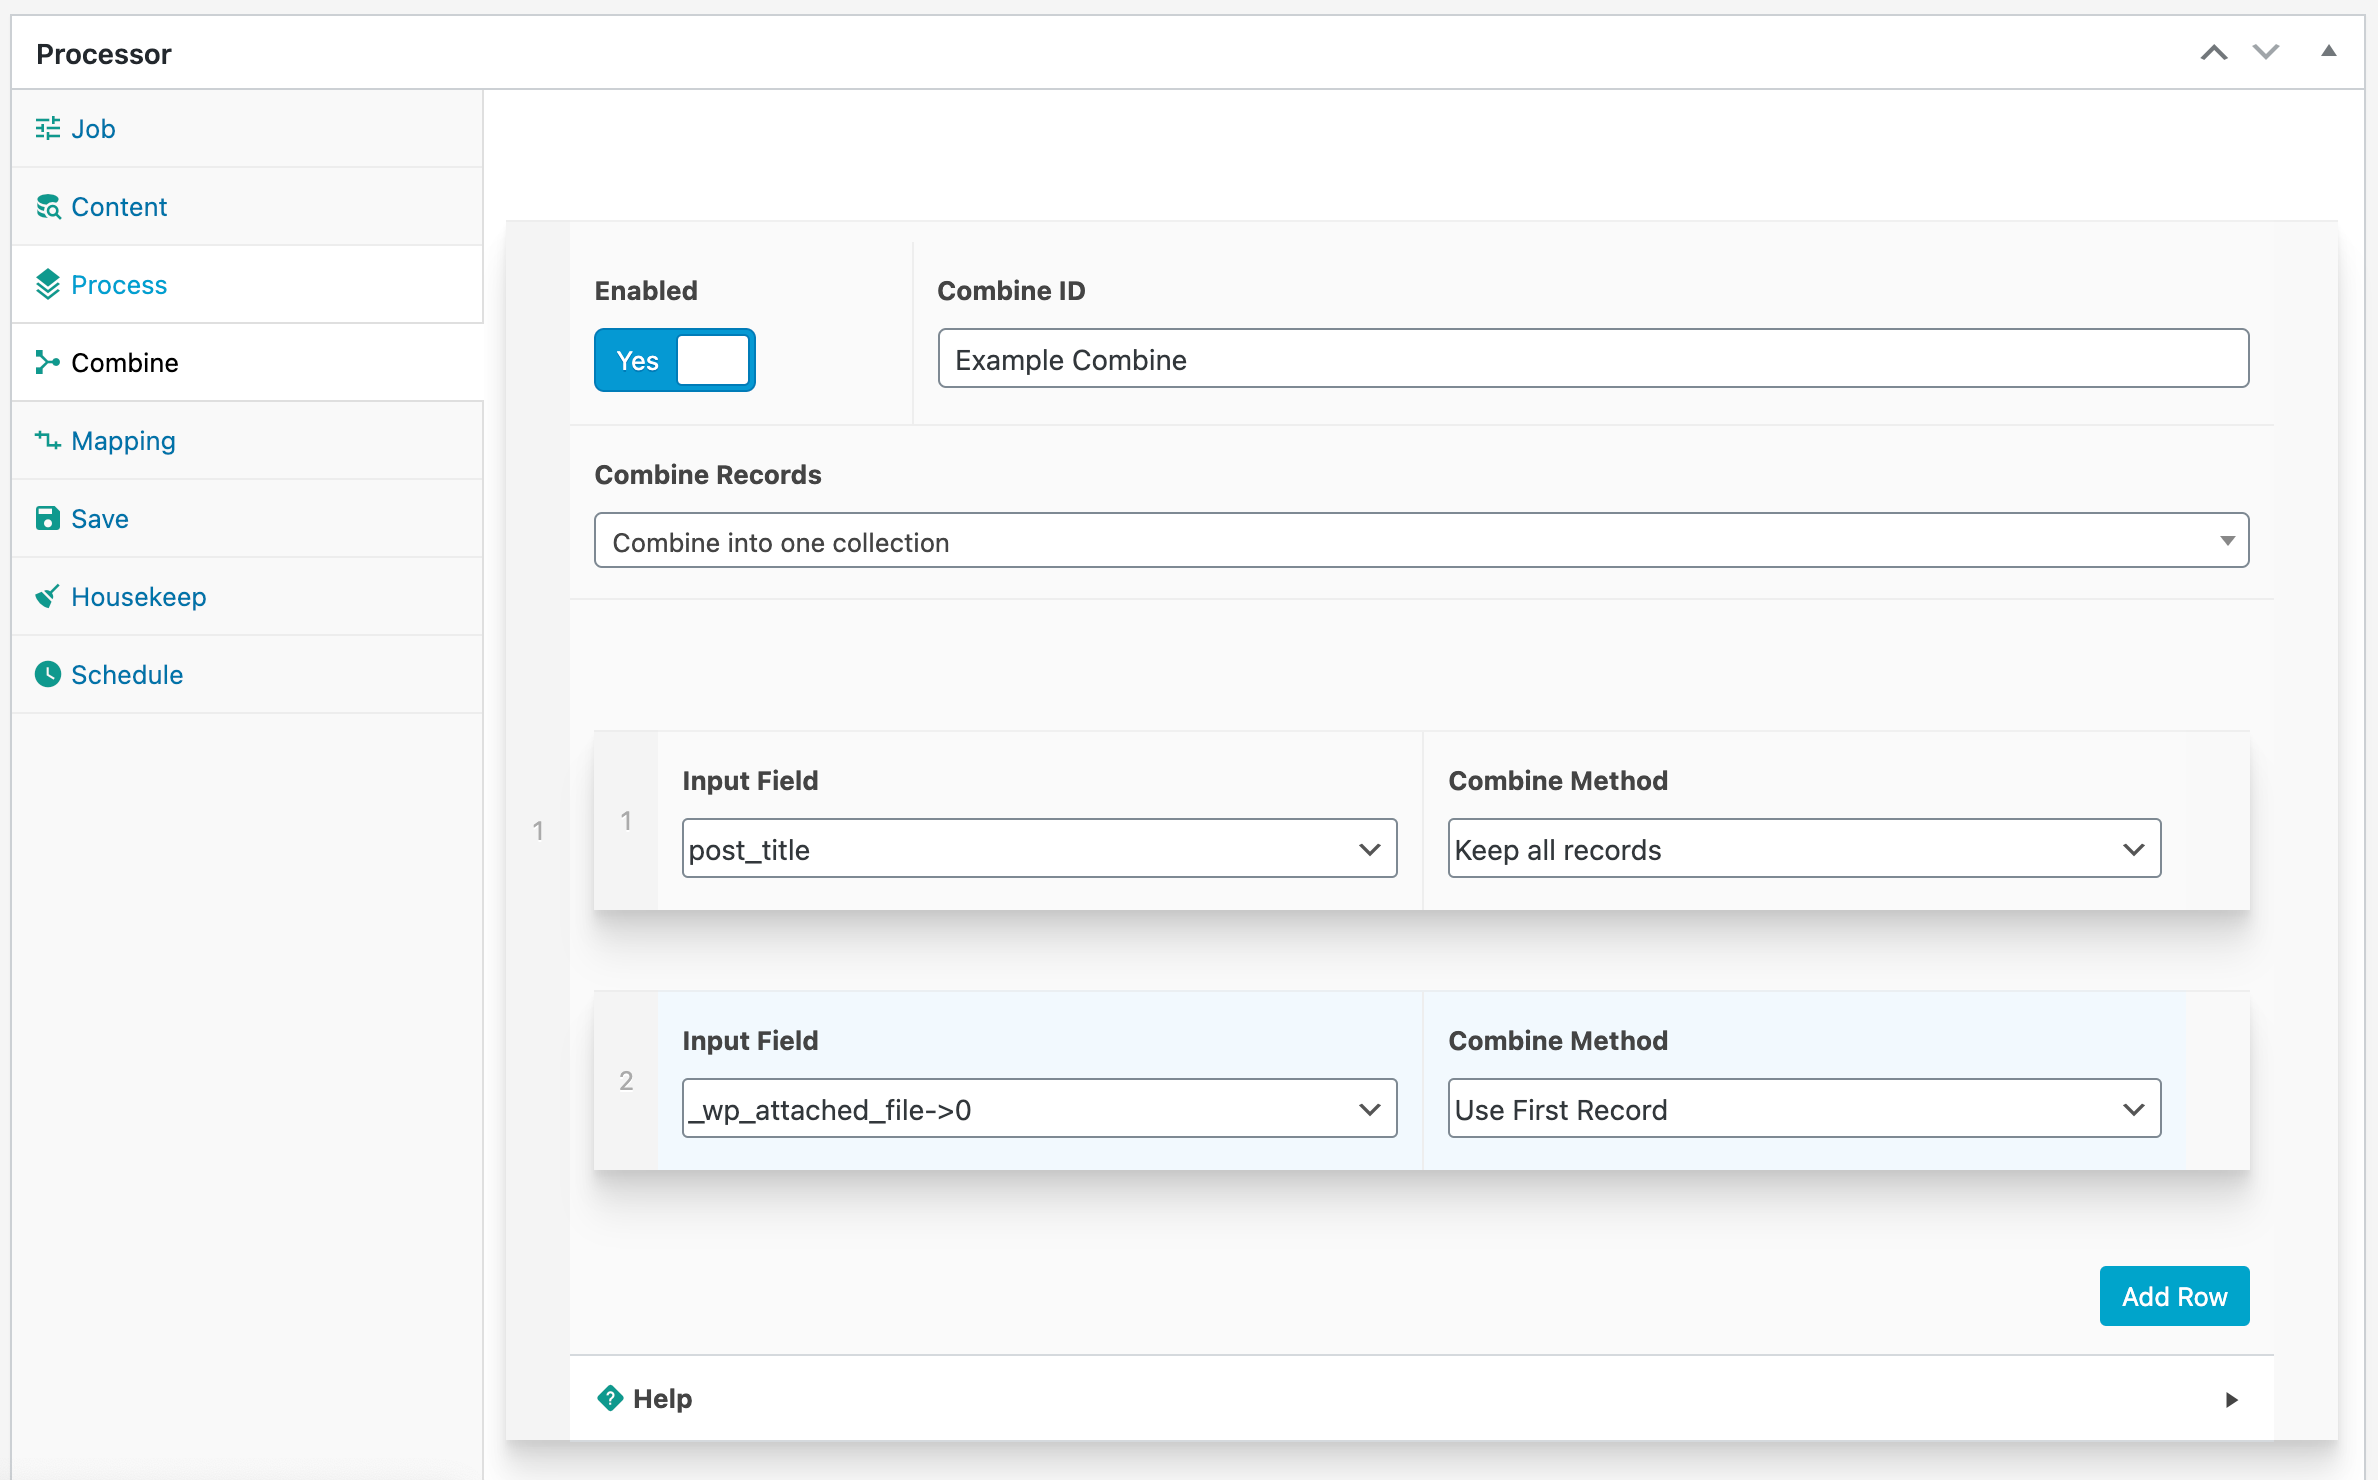 Processor
Job
Content
Process
Combine
Mapping
Save
Housekeep
Schedule
1
Enabled
Yes
Combine ID
Example Combine
Combine Records
Combine into one collection
1
Input Field
post_title
Combine Method
Keep all records
2
Input Field
_wp_attached_file->0
Combine Method
Use First Record
Add Row
? Help